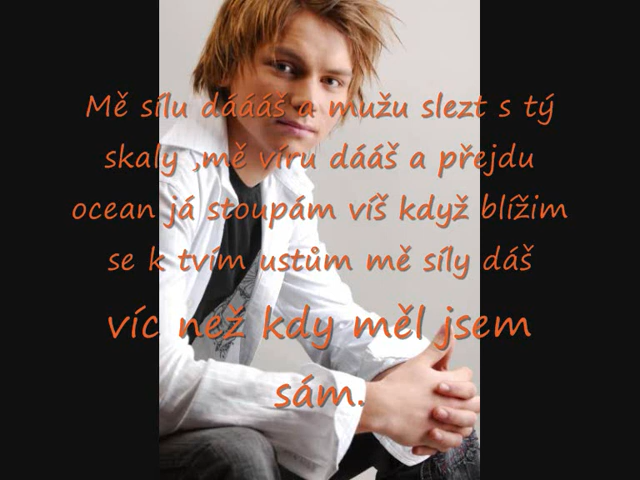 Mě sílu dáááš a mužu slezt s tý
skaly ,mě víru dááš a přejdu
ocean já stoupám víš když blížim
se k tvím ustům mě síly dáš
víc než kdy měl jsem
sám.